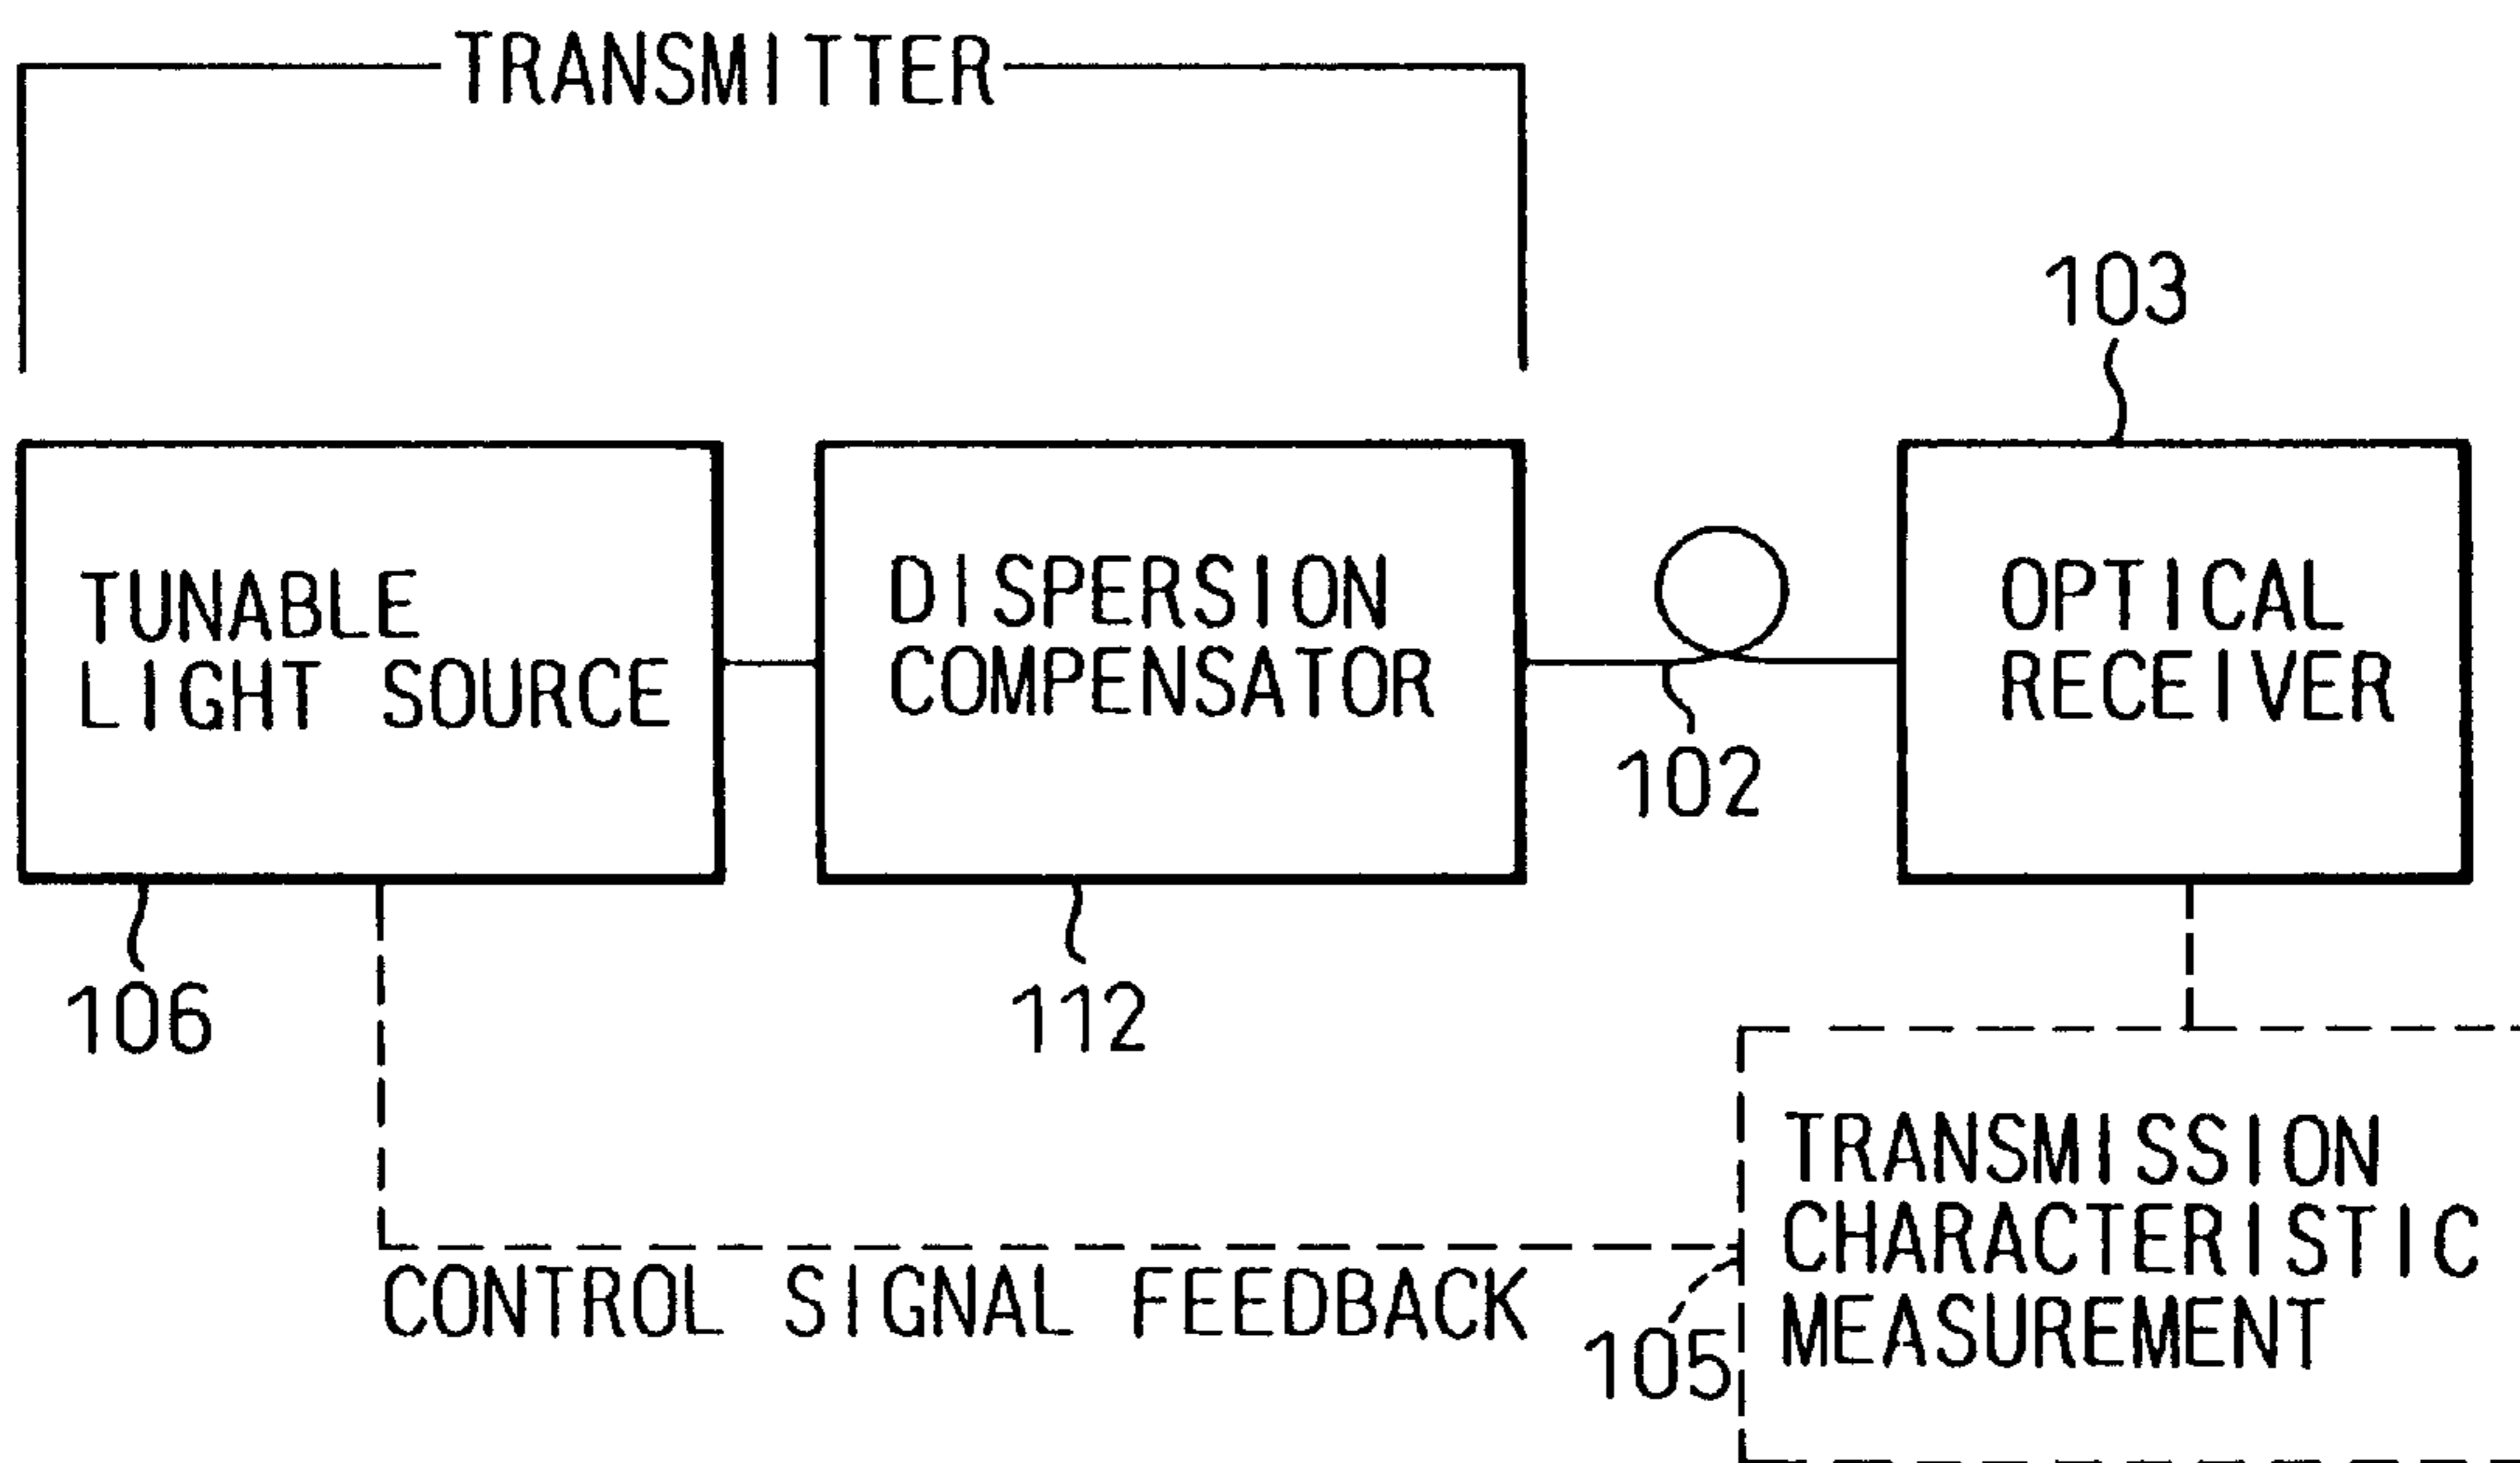 TRANSMITTER
103
TUNABLE
LIGHT SOURCE
DISPERSION
COMPENSATOR
OPTICAL
RECEIVER
102
106
112
TRANSMISSION
CHARACTERISTIC
MEASUREMENT
CONTROL SIGNAL FEEDBACK
105